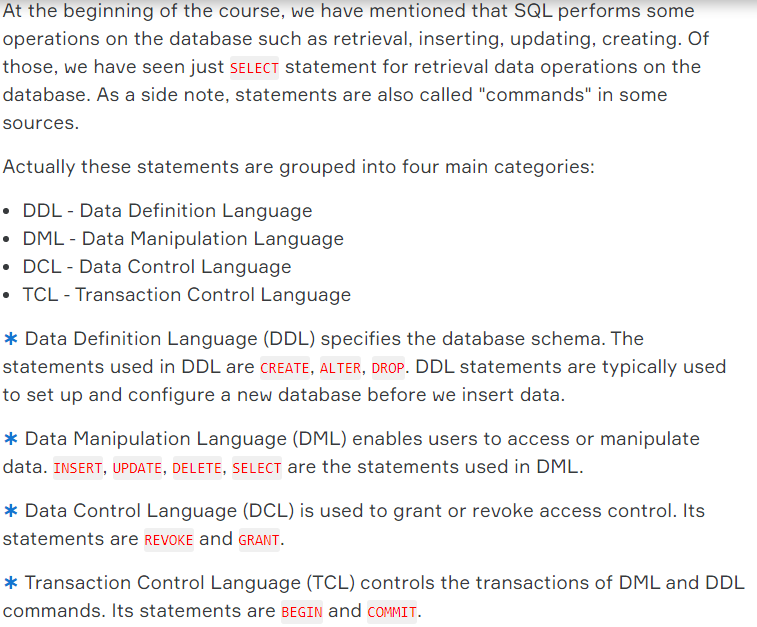 At the beginning of the course, we have mentioned that SQL performs some
operations on the database such as retrieval, inserting, updating, creating. Of
those, we have seen just SELECT statement for retrieval data operations on the
database. As a side note, statements are also called "commands" in some
sources.
Actually these statements are grouped into four main categories:
• DDL - Data Definition Language
• DML - Data Manipulation Language
• DCL - Data Control Language
• TCL - Transaction Control Language
* Data Definition Language (DDL) specifies the database schema. The
statements used in DDL are CREATE, ALTER, DROP. DDL statements are typically used
to set up and configure a new database before we insert data.
* Data Manipulation Language (DML) enables users to access or manipulate
data. INSERT, UPDATE, DELETE, SELECT are the statements used in DML.
* Data Control Language (DCL) is used to grant or revoke access control. Its
statements are REVOKE and GRANT.
* Transaction Control Language (TCL) controls the transactions of DML and DDL
commands. Its statements are BEGIN and COMMIT.